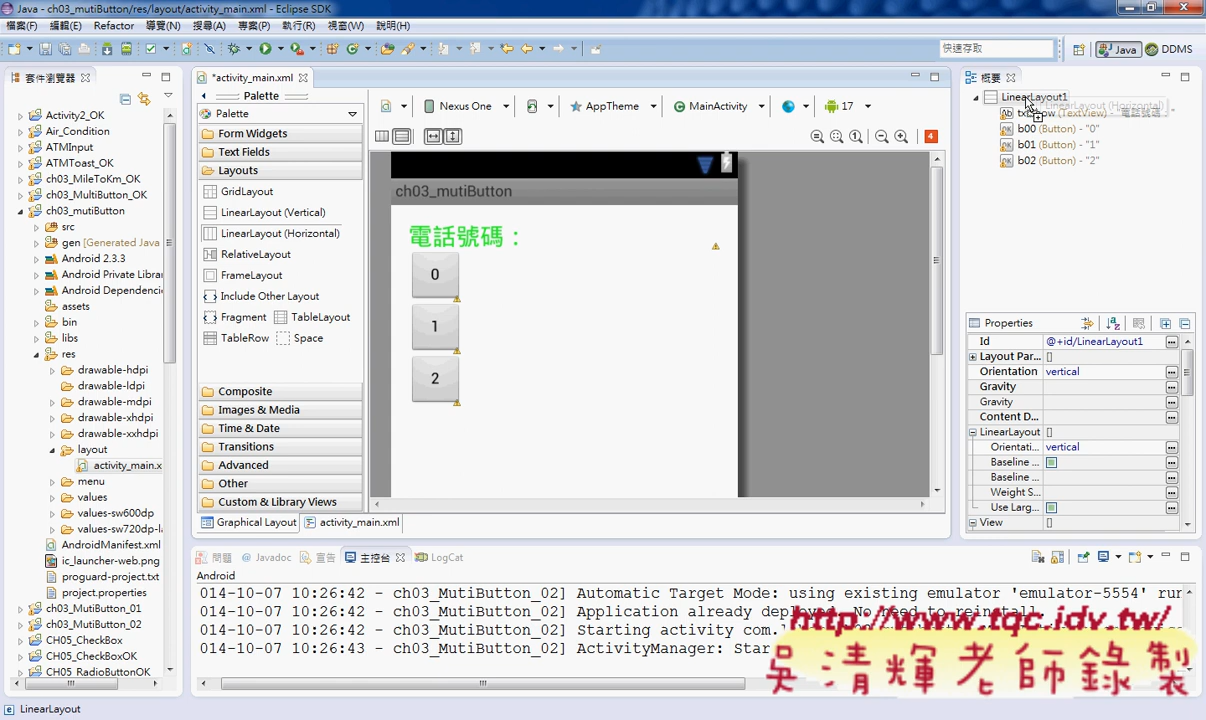 Java - ch03_mutiButton/res/layout/activity_main.xml - Eclipse SDK
檔案(F) 編輯(E) Refactor 導覽(N) 搜尋(A) 專案(P) 執行(R) 視窗(W) 說明(H)
快速存取 Java DDMS
套件瀏覽器
Activity2_OK
Air_Condition
ATMInput
ATMToast_OK
ch03_MileToKm_OK
ch03_MultiButton_OK
ch03_mutiButton
src
gen [Generated Java
Android 2.3.3
Android Private Librar
Android Dependenci
assets
bin
libs
res
drawable-hdpi
drawable-ldpi
drawable-mdpi
drawable-xhdpi
drawable-xxhdpi
layout
activity_main.x
menu
values
values-sw600dp
values-sw720dp-l
AndroidManifest.xml
ic_launcher-web.png
proguard-project.txt
project.properties
ch03_MutiButton_01
ch03_MutiButton_02
CH05_CheckBox
CH05_CheckBoxOK
CH05_RadioButtonOK
*activity_main.xml
Palette
Palette
Form Widgets
Text Fields
Layouts
GridLayout
LinearLayout (Vertical)
LinearLayout (Horizontal)
RelativeLayout
FrameLayout
Include Other Layout
Fragment TableLayout
TableRow Space
Composite
Images & Media
Time & Date
Transitions
Advanced
Other
Custom & Library Views
Graphical Layout activity_main.xml
Nexus One AppTheme MainActivity 17
4
ch03_mutiButton
電話號碼：
0
1
2
概要
LinearLayout1
LinearLayout (Horizontal)
(TextView) - "電話號碼：
b00 (Button) - "0"
b01 (Button) - "1"
b02 (Button) - "2"
Properties
Id @+id/LinearLayout1
Layout Par... []
Orientation vertical
Gravity
Gravity
Content D...
LinearLayout []
Orientati... vertical
Baseline ...
Baseline ...
Weight S...
Use Larg...
View []
問題 Javadoc 宣告 主控台 LogCat
Android
014-10-07 10:26:42 - ch03_MutiButton_02] Automatic Target Mode: using existing emulator 'emulator-5554' run
014-10-07 10:26:42 - ch03_MutiButton_02] Application already deployed. No need to reinstall.
014-10-07 10:26:42 - ch03_MutiButton_02] Starting activity com.
014-10-07 10:26:43 - ch03_MutiButton_02] ActivityManager: Star
http://www.tqc.idv.tw/
吳清輝老師錄製
LinearLayout